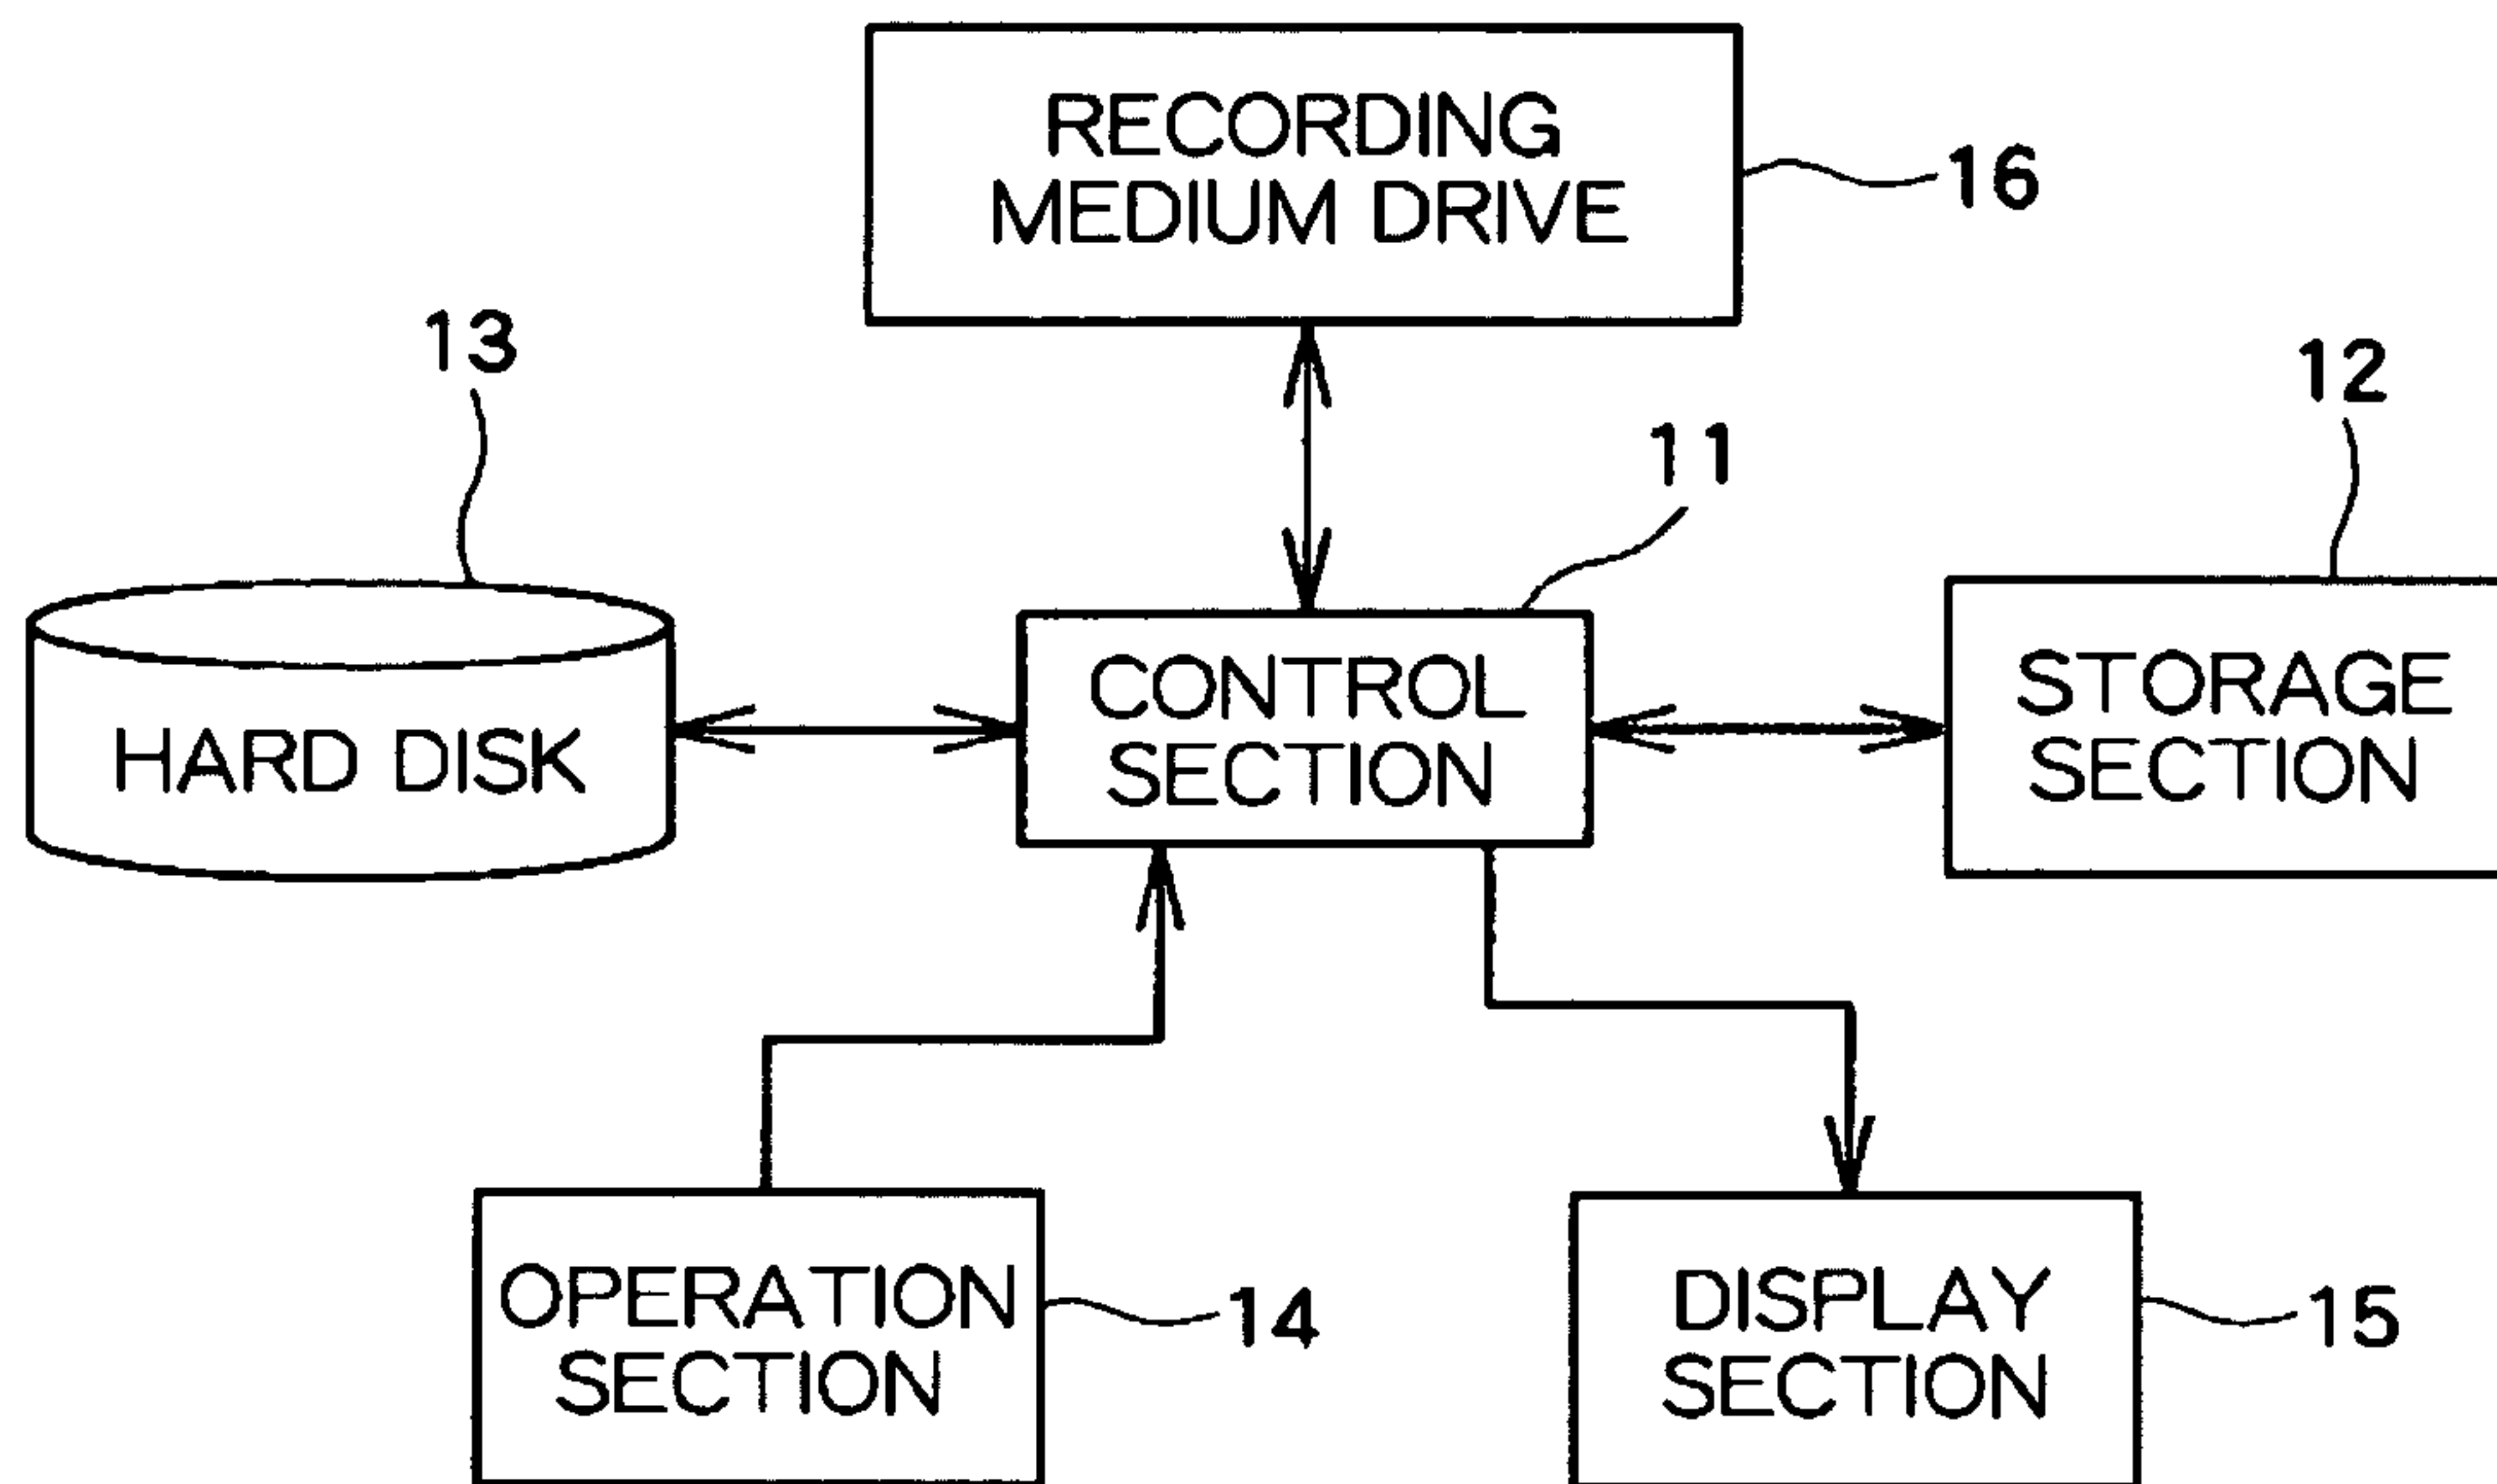 RECORDING
MEDIUM DRIVE
16
13
12
11
HARD DISK
CONTROL
SECTION
STORAGE
SECTION
OPERATION
SECTION
14
DISPLAY
SECTION
15